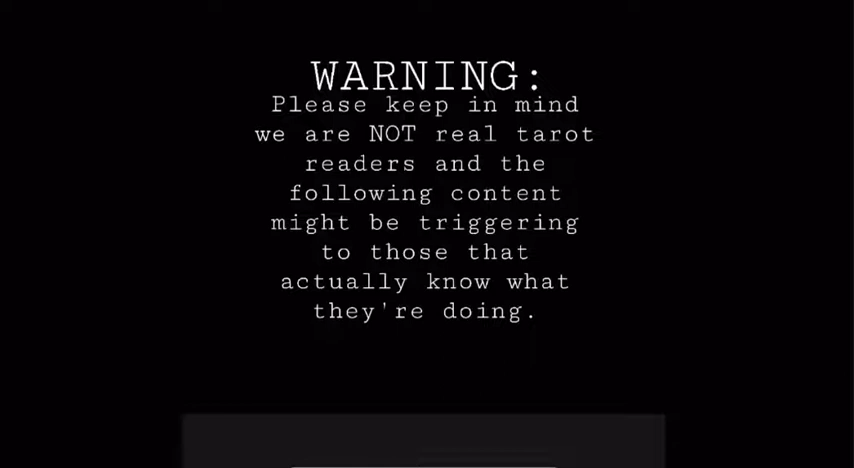 WARNING:
Please keep in mind
we are NOT real tarot
readers and the
following content
might be triggering
to those that
actually know what
they're doing.